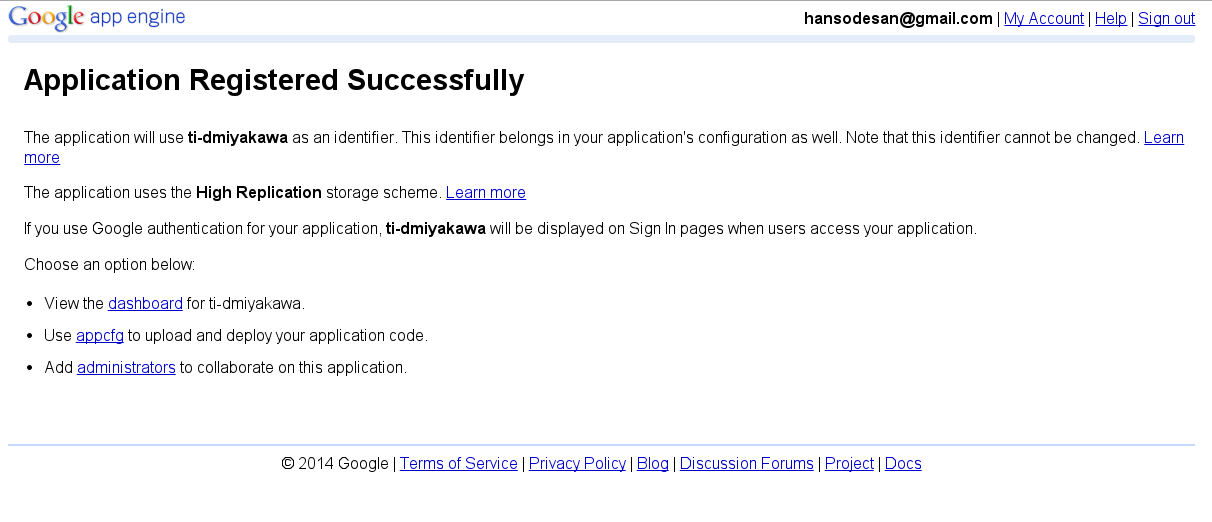 Google app engine
hansodesan@gmail.com | My Account | Help | Sign out
Application Registered Successfully
The application will use ti-dmiyakawa as an identifier. This identifier belongs in your application's configuration as well. Note that this identifier cannot be changed. Learn
more
The application uses the High Replication storage scheme. Learn more
If you use Google authentication for your application, ti-dmiyakawa will be displayed on Sign In pages when users access your application.
Choose an option below:
• View the dashboard for ti-dmiyakawa.
• Use appcfg to upload and deploy your application code.
• Add administrators to collaborate on this application.
© 2014 Google | Terms of Service | Privacy Policy | Blog | Discussion Forums | Project | Docs